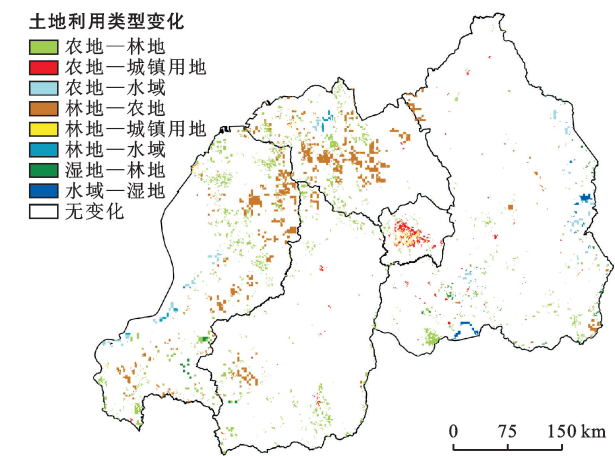 土地利用类型变化
农地—林地
农地—城镇用地
农地—水域
林地—农地
林地—城镇用地
林地—水域
湿地—林地
水域—湿地
无变化
0 75 150 km